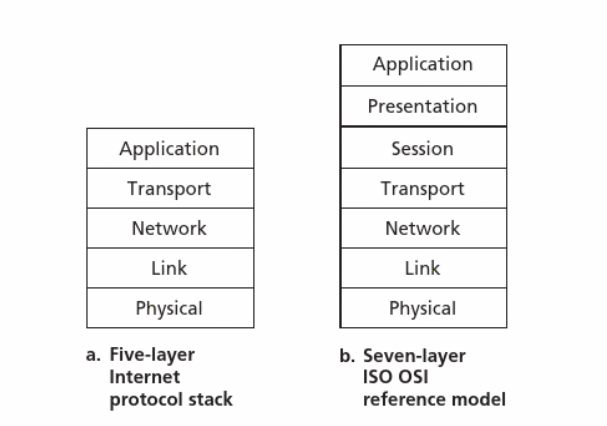 Application
Transport
Network
Link
Physical
a. Five-layer
Internet
protocol stack
Application
Presentation
Session
Transport
Network
Link
Physical
b. Seven-layer
ISO OSI
reference model